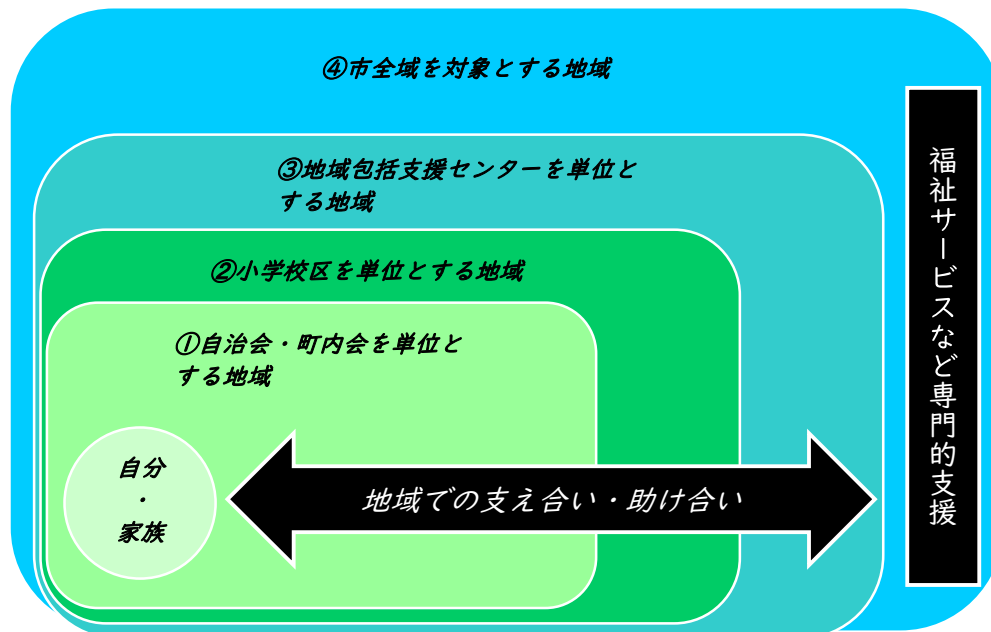 ④市全域を対象とする地域
③地域包括支援センターを単位と
する地域
②小学校区を単位とする地域
①自治会・町内会を単位と
する地域
自分
・
家族
地域での支え合い・助け合い
福祉サービスなど専門的支援